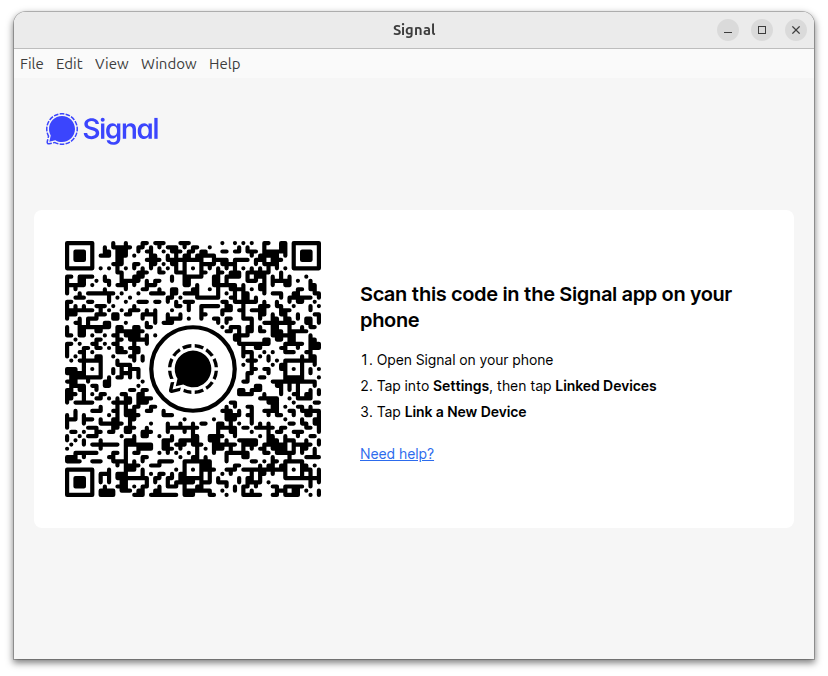 Signal
File Edit View Window Help
Signal
Scan this code in the Signal app on your
phone
1. Open Signal on your phone
2. Tap into Settings, then tap Linked Devices
3. Tap Link a New Device
Need help?